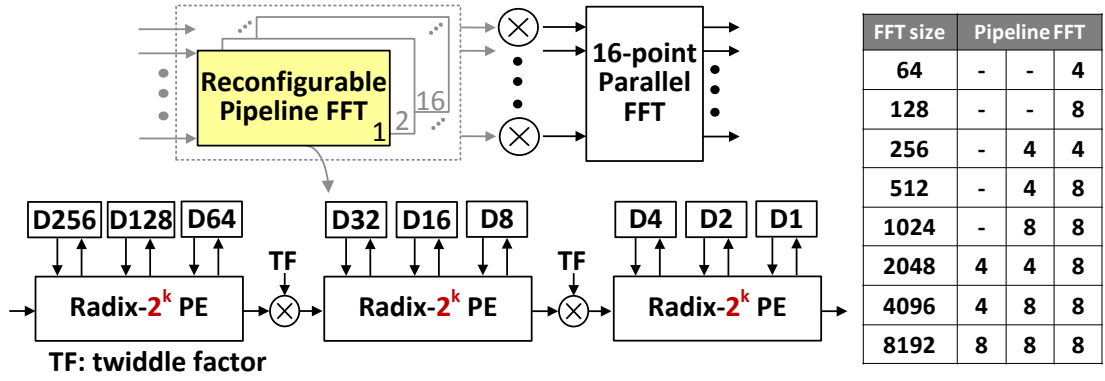 Reconfigurable
Pipeline FFT
1
2
16
16-point
Parallel
FFT
D256 D128 D64
D32 D16 D8
D4 D2 D1
TF
TF
Radix-2^k PE
Radix-2^k PE
Radix-2^k PE
TF: twiddle factor
FFT size Pipeline FFT
64 - - 4
128 - - 8
256 - 4 4
512 - 4 8
1024 - 8 8
2048 4 4 8
4096 4 8 8
8192 8 8 8